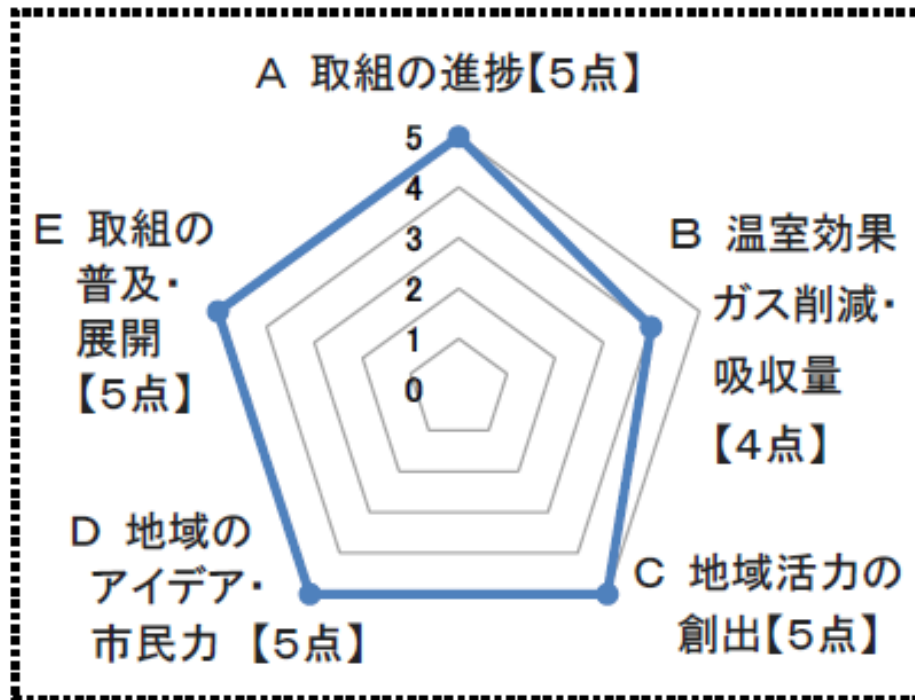 A 取組の進捗【5点】
5
4
3
2
1
0
B 温室効果
ガス削減・
吸収量
【4点】
C 地域活力の
創出【5点】
D 地域の
アイデア・
市民力 【5点】
E 取組の
普及・
展開
【5点】